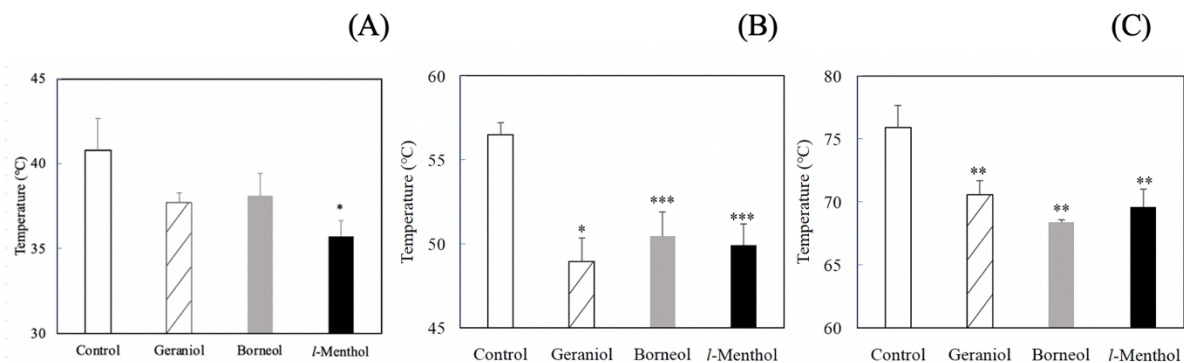 (A)
Temperature (°C)
45
40
35
30
*
Control Geraniol Borneol l-Menthol
(B)
Temperature (°C)
60
55
50
45
* *** ***
Control Geraniol Borneol l-Menthol
(C)
Temperature (°C)
80
75
70
65
60
** ** **
Control Geraniol Borneol l-Menthol